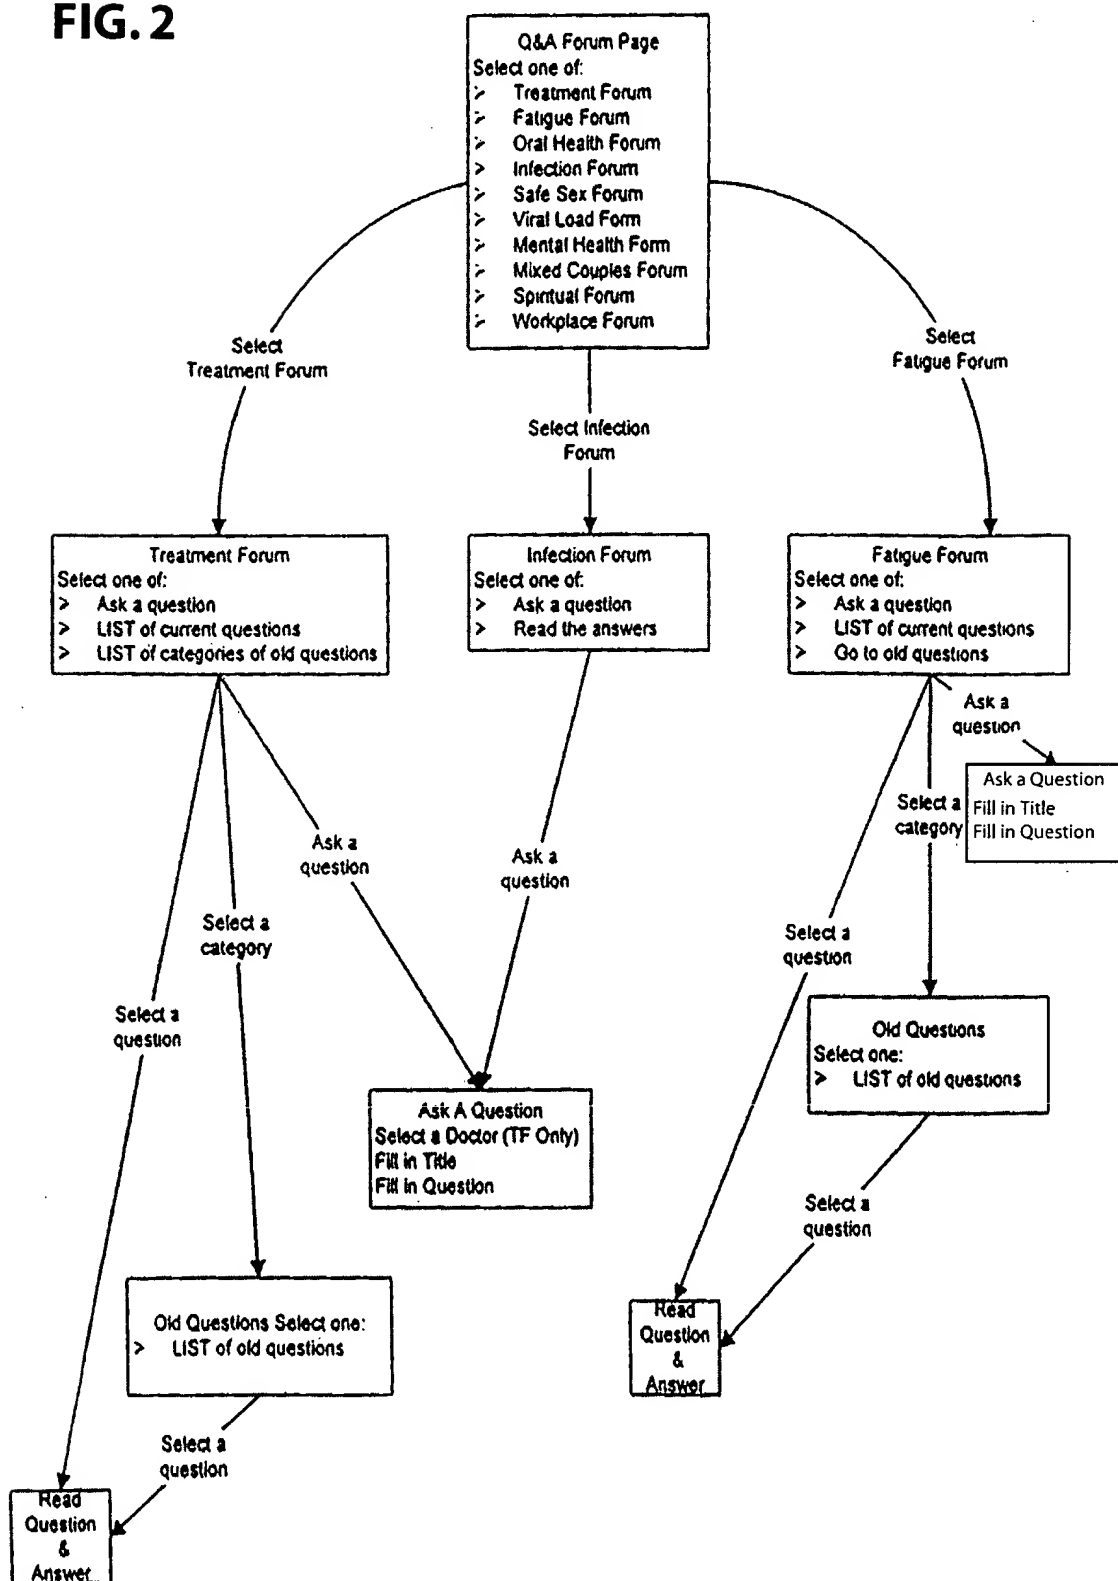 FIG. 2
Q&A Forum Page
Select one of:
> Treatment Forum
> Fatigue Forum
> Oral Health Forum
> Infection Forum
> Safe Sex Forum
> Viral Load Form
> Mental Health Form
> Mixed Couples Forum
> Spiritual Forum
> Workplace Forum
Select
Treatment Forum
Select Infection
Forum
Select
Fatigue Forum
Treatment Forum
Select one of:
> Ask a question
> LIST of current questions
> LIST of categories of old questions
Infection Forum
Select one of:
> Ask a question
> Read the answers
Fatigue Forum
Select one of:
> Ask a question
> LIST of current questions
> Go to old questions
Ask a
question
Ask a Question
Fill in Title
Fill in Question
Select a
category
Ask a
question
Ask a
question
Select a
category
Select a
question
Select a
question
Old Questions
Select one:
> LIST of old questions
Ask A Question
Select a Doctor (TF Only)
Fill in Title
Fill in Question
Select a
question
Old Questions Select one:
> LIST of old questions
Read
Question
&
Answer
Select a
question
Read
Question
&
Answer